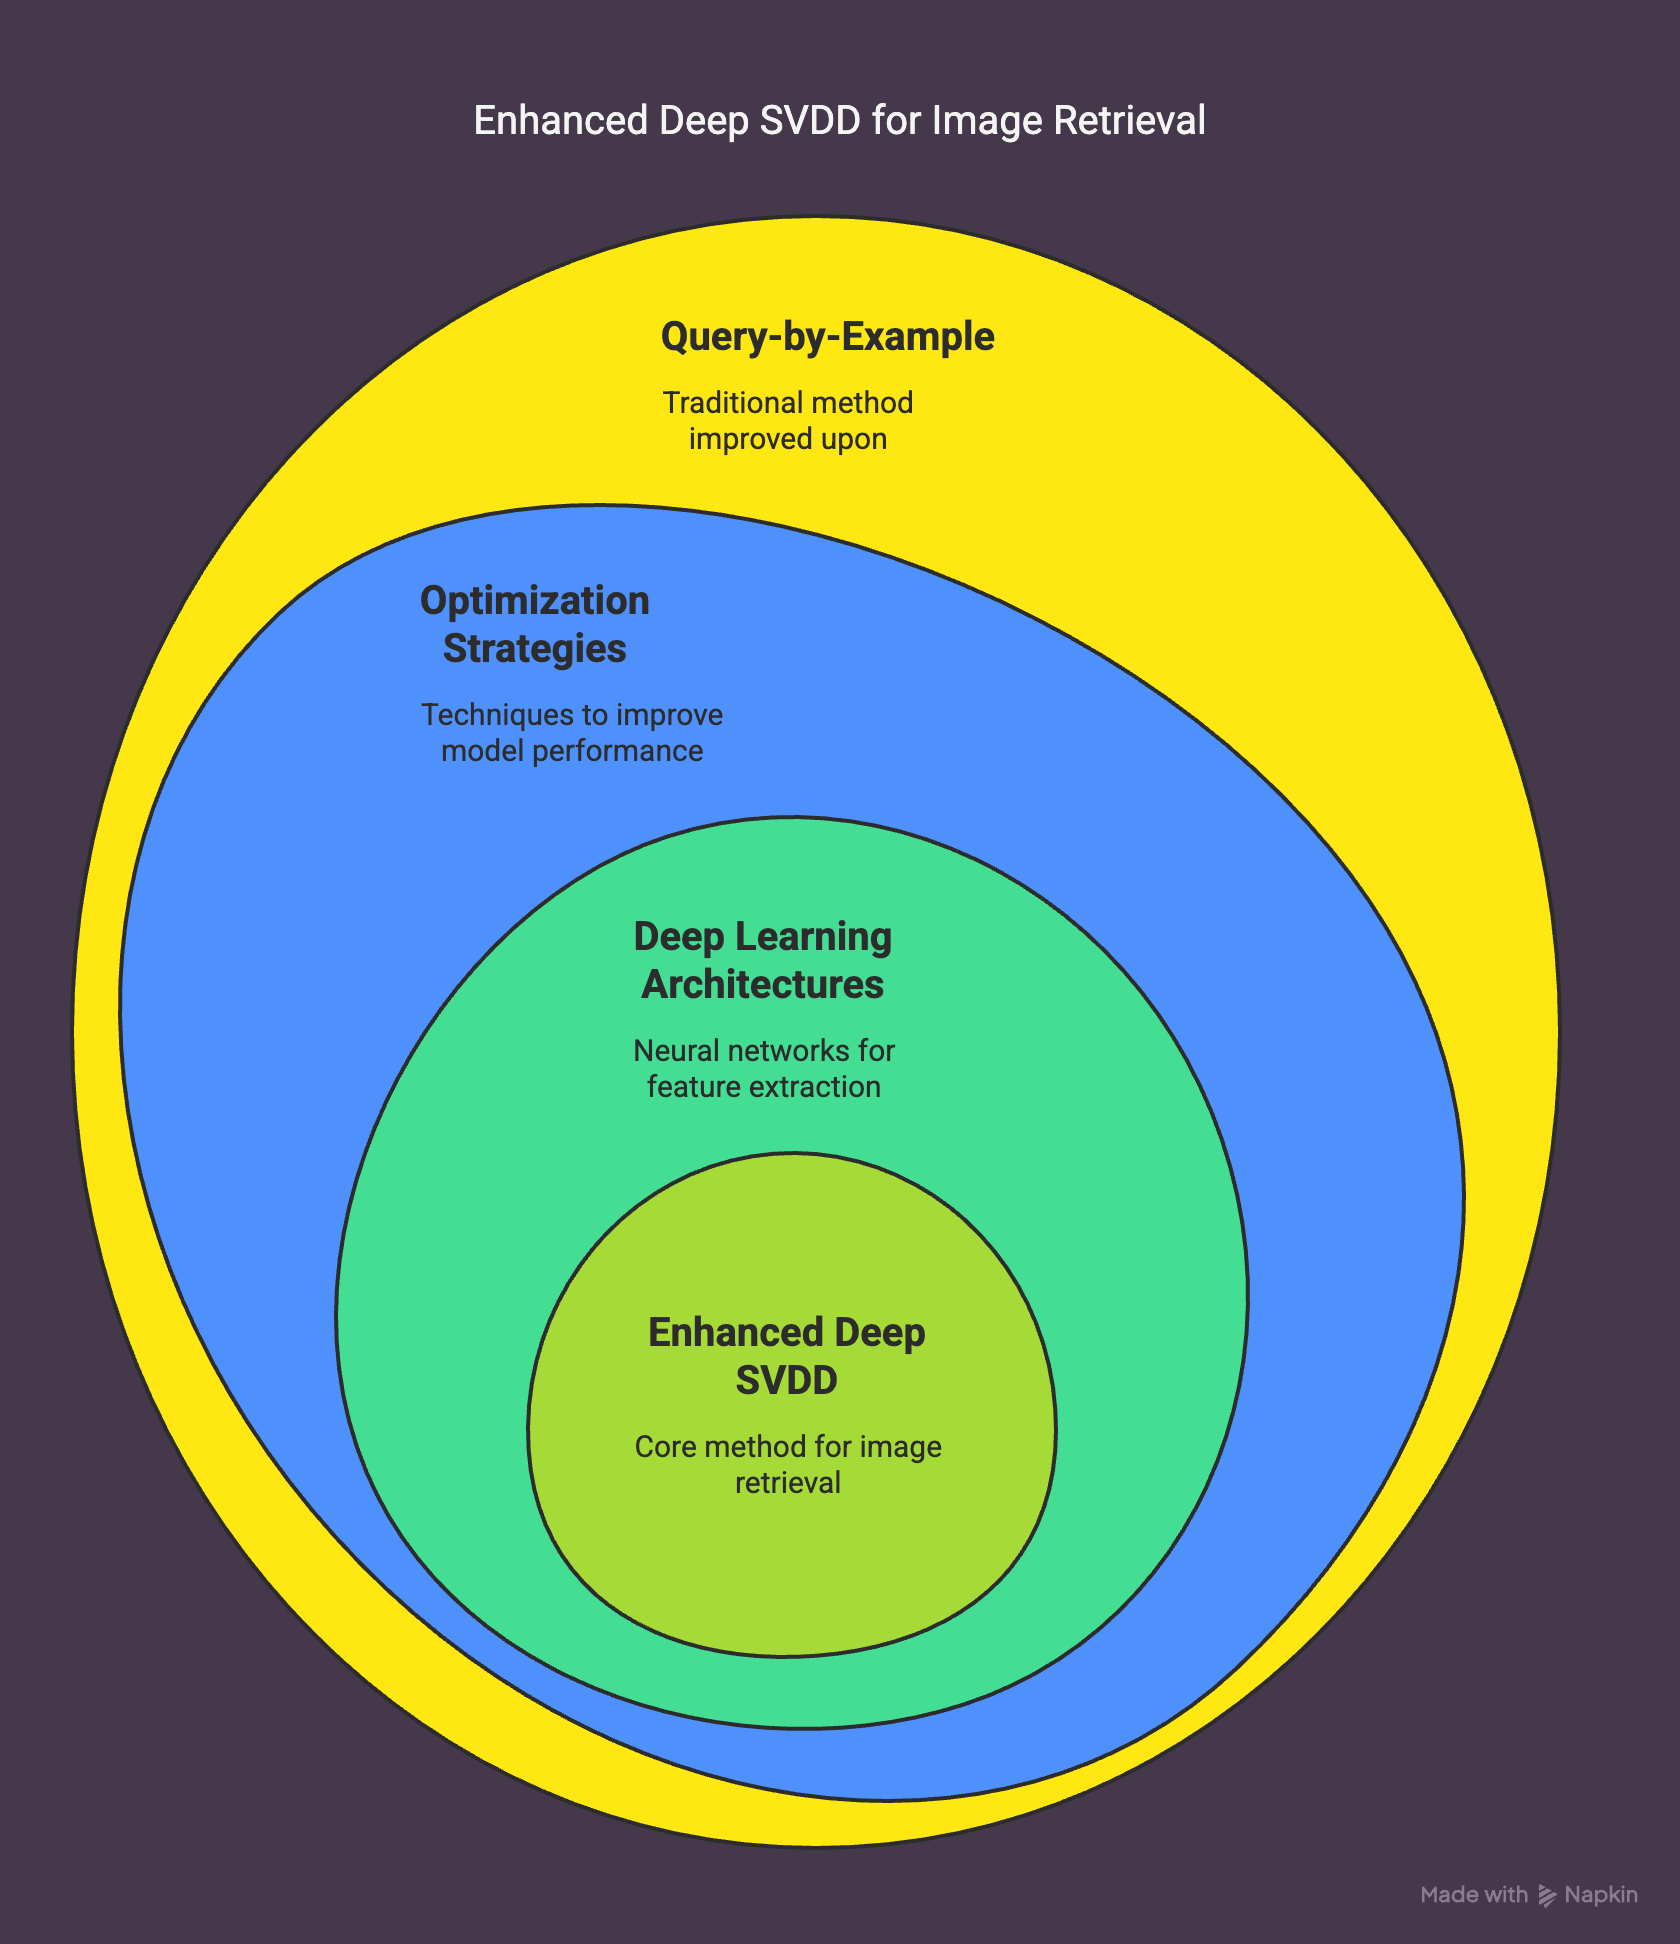 Enhanced Deep SVDD for Image Retrieval
Query-by-Example
Traditional method
improved upon
Optimization
Strategies
Techniques to improve
model performance
Deep Learning
Architectures
Neural networks for
feature extraction
Enhanced Deep
SVDD
Core method for image
retrieval
Made with Napkin